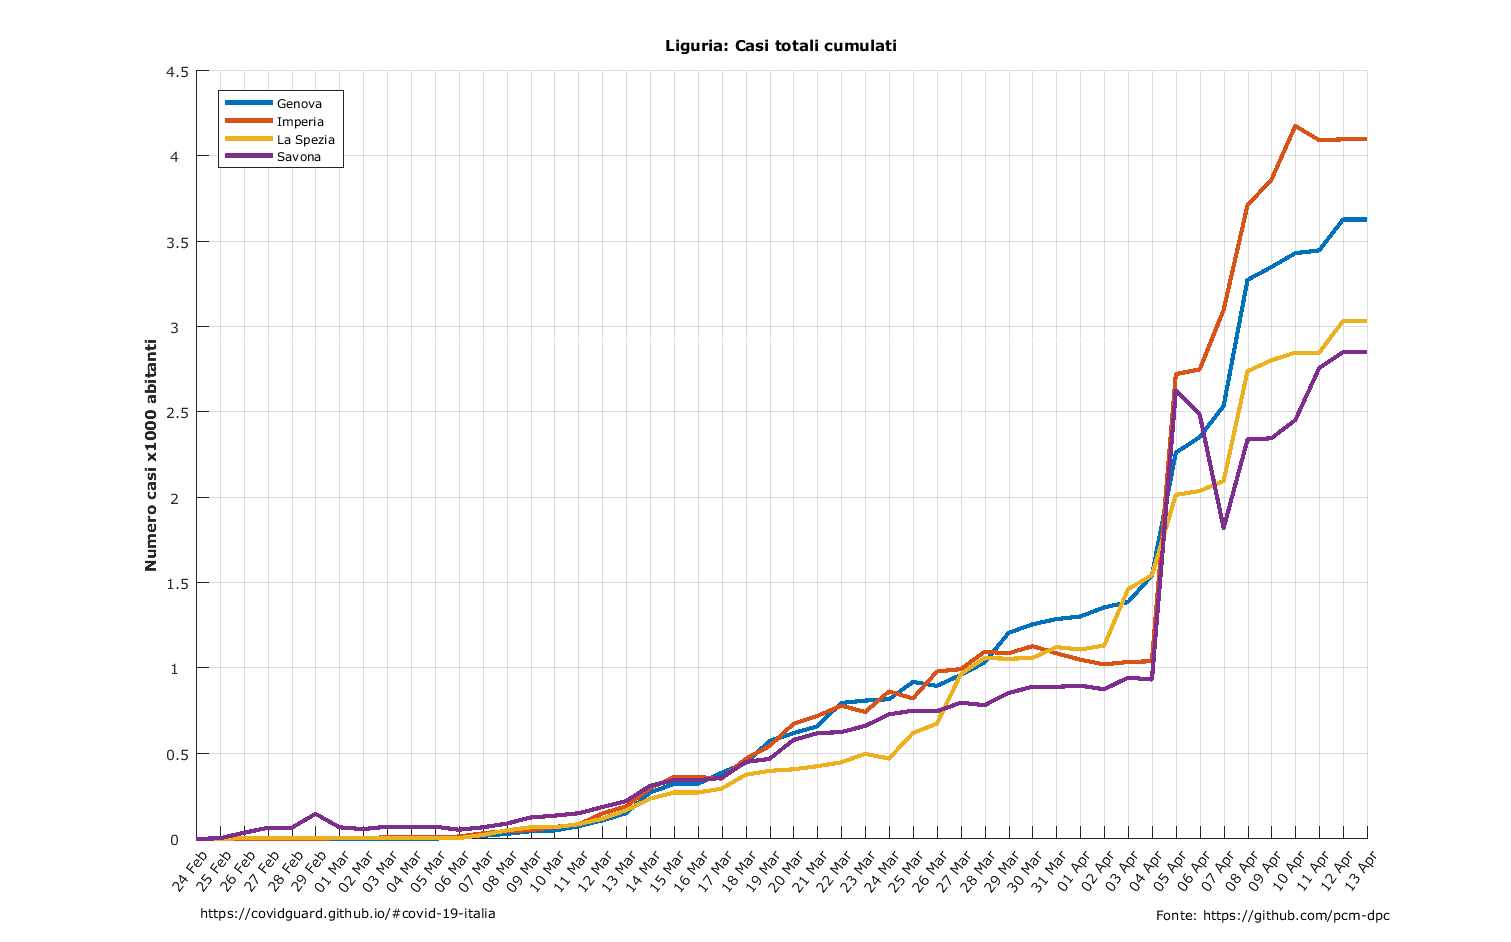 Liguria: Casi totali cumulati
Numero casi x1000 abitanti
4.5
4
3.5
3
2.5
2
1.5
1
0.5
0
Genova
Imperia
La Spezia
Savona
24 Feb
25 Feb
26 Feb
27 Feb
28 Feb
29 Feb
01 Mar
02 Mar
03 Mar
04 Mar
05 Mar
06 Mar
07 Mar
08 Mar
09 Mar
10 Mar
11 Mar
12 Mar
13 Mar
14 Mar
15 Mar
16 Mar
17 Mar
18 Mar
19 Mar
20 Mar
21 Mar
22 Mar
23 Mar
24 Mar
25 Mar
26 Mar
27 Mar
28 Mar
29 Mar
30 Mar
31 Mar
01 Apr
02 Apr
03 Apr
04 Apr
05 Apr
06 Apr
07 Apr
08 Apr
09 Apr
10 Apr
11 Apr
12 Apr
13 Apr
https://covidguard.github.io/#covid-19-italia
Fonte: https://github.com/pcm-dpc